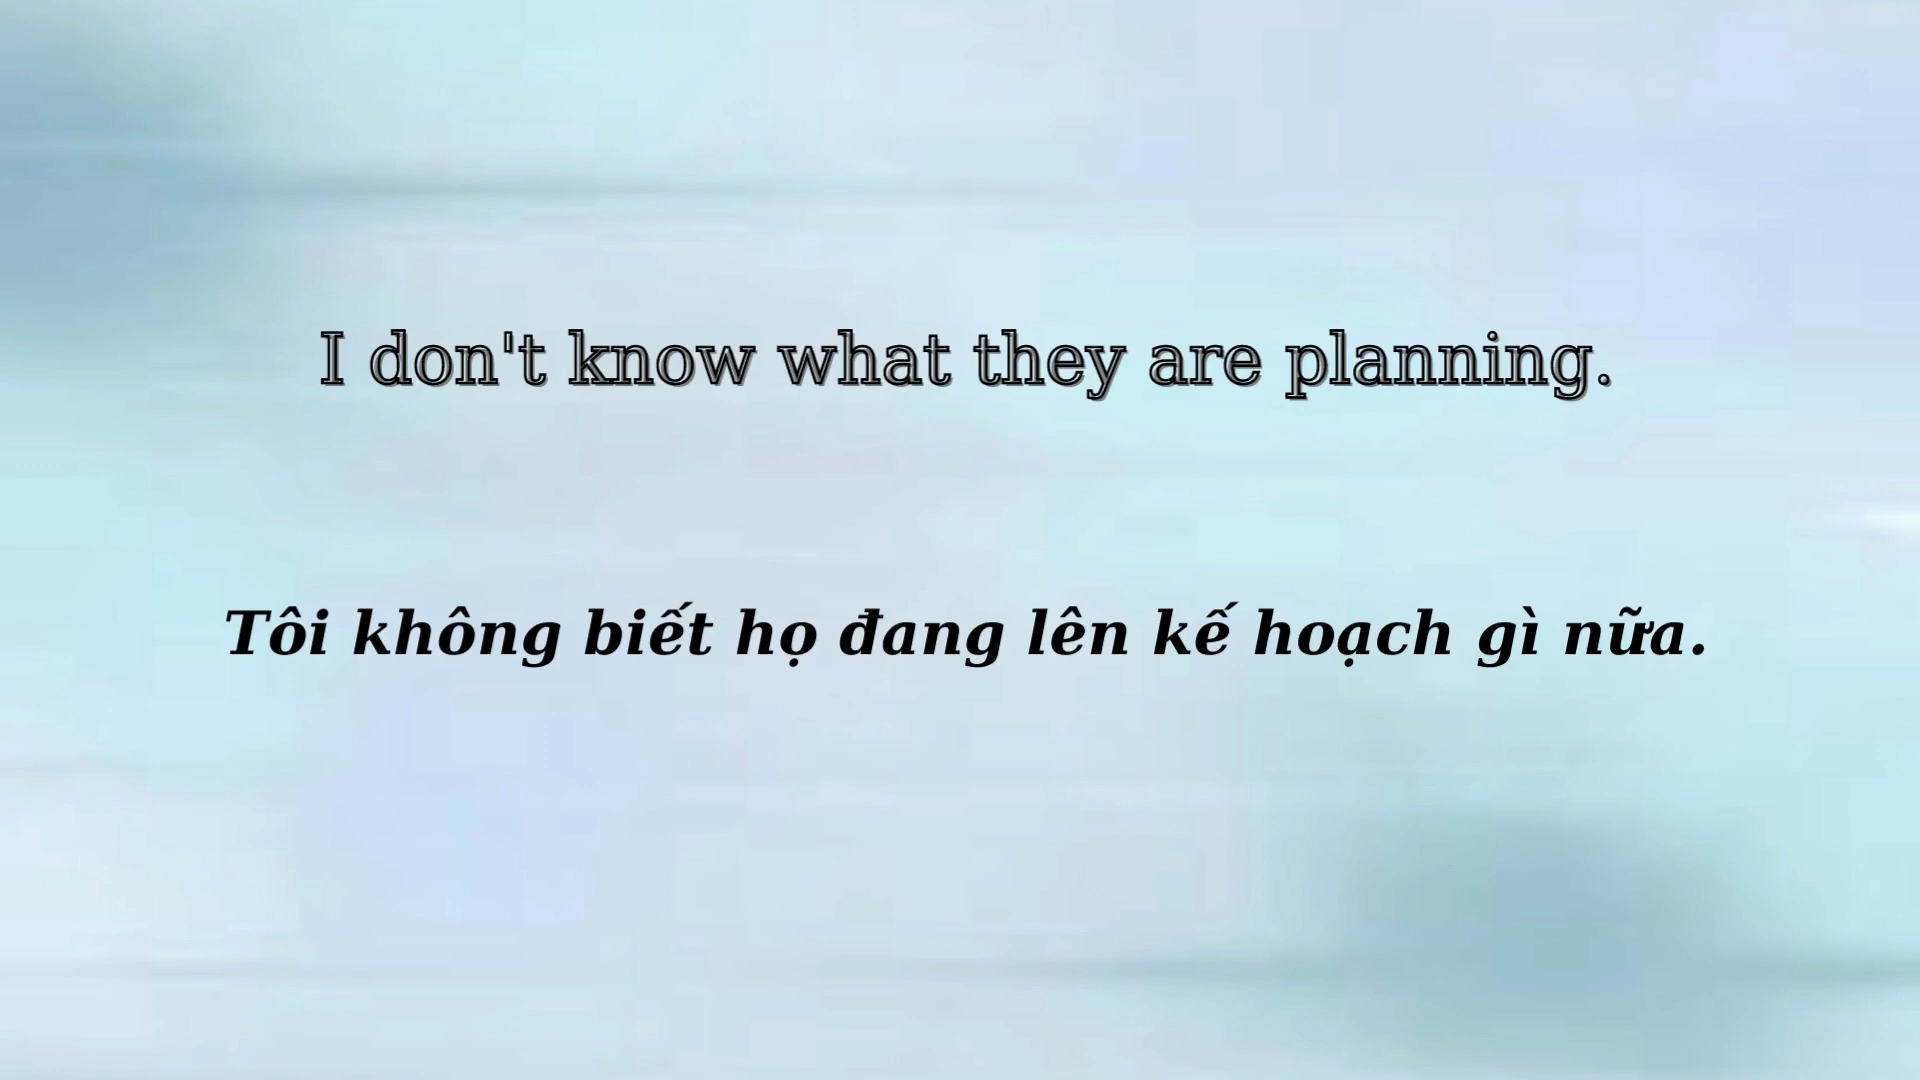 I don't know what they are planning.
Tôi không biết họ đang lên kế hoạch gì nữa.